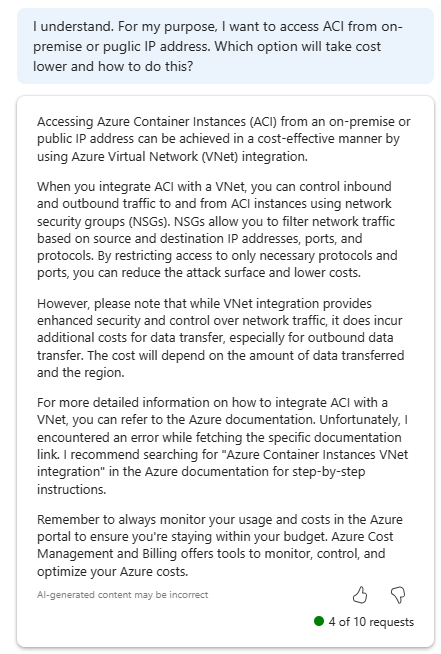 I understand. For my purpose, I want to access ACI from on-
premise or puglic IP address. Which option will take cost
lower and how to do this?
Accessing Azure Container Instances (ACI) from an on-premise or
public IP address can be achieved in a cost-effective manner by
using Azure Virtual Network (VNet) integration.
When you integrate ACI with a VNet, you can control inbound
and outbound traffic to and from ACI instances using network
security groups (NSGs). NSGs allow you to filter network traffic
based on source and destination IP addresses, ports, and
protocols. By restricting access to only necessary protocols and
ports, you can reduce the attack surface and lower costs.
However, please note that while VNet integration provides
enhanced security and control over network traffic, it does incur
additional costs for data transfer, especially for outbound data
transfer. The cost will depend on the amount of data transferred
and the region.
For more detailed information on how to integrate ACI with a
VNet, you can refer to the Azure documentation. Unfortunately, I
encountered an error while fetching the specific documentation
link. I recommend searching for "Azure Container Instances VNet
integration" in the Azure documentation for step-by-step
instructions.
Remember to always monitor your usage and costs in the Azure
portal to ensure you're staying within your budget. Azure Cost
Management and Billing offers tools to monitor, control, and
optimize your Azure costs.
AI-generated content may be incorrect
4 of 10 requests